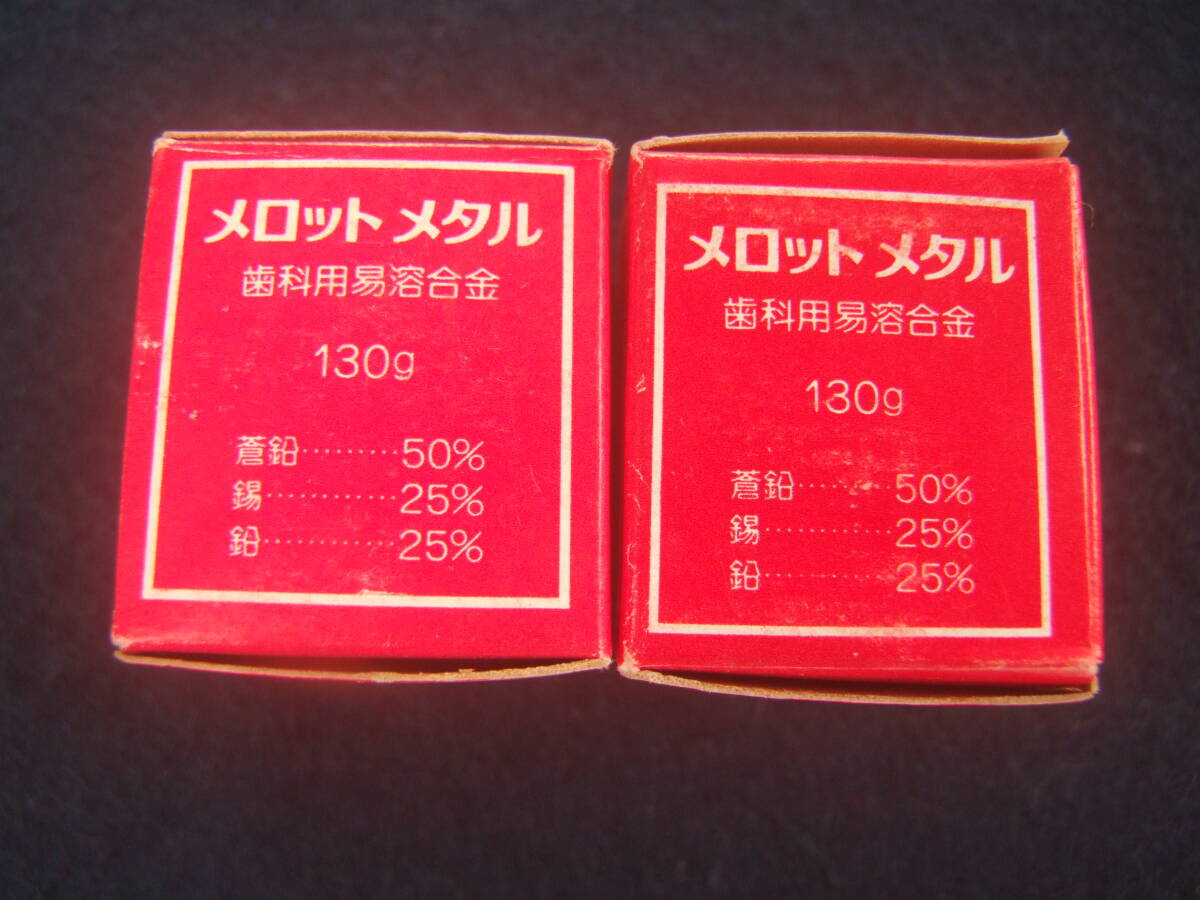 メロット メタル
歯科用易溶合金
130g
蒼鉛………50%
錫…………25%
鉛…………25%
メロット メタル
歯科用易溶合金
130g
蒼鉛………50%
錫…………25%
鉛…………25%